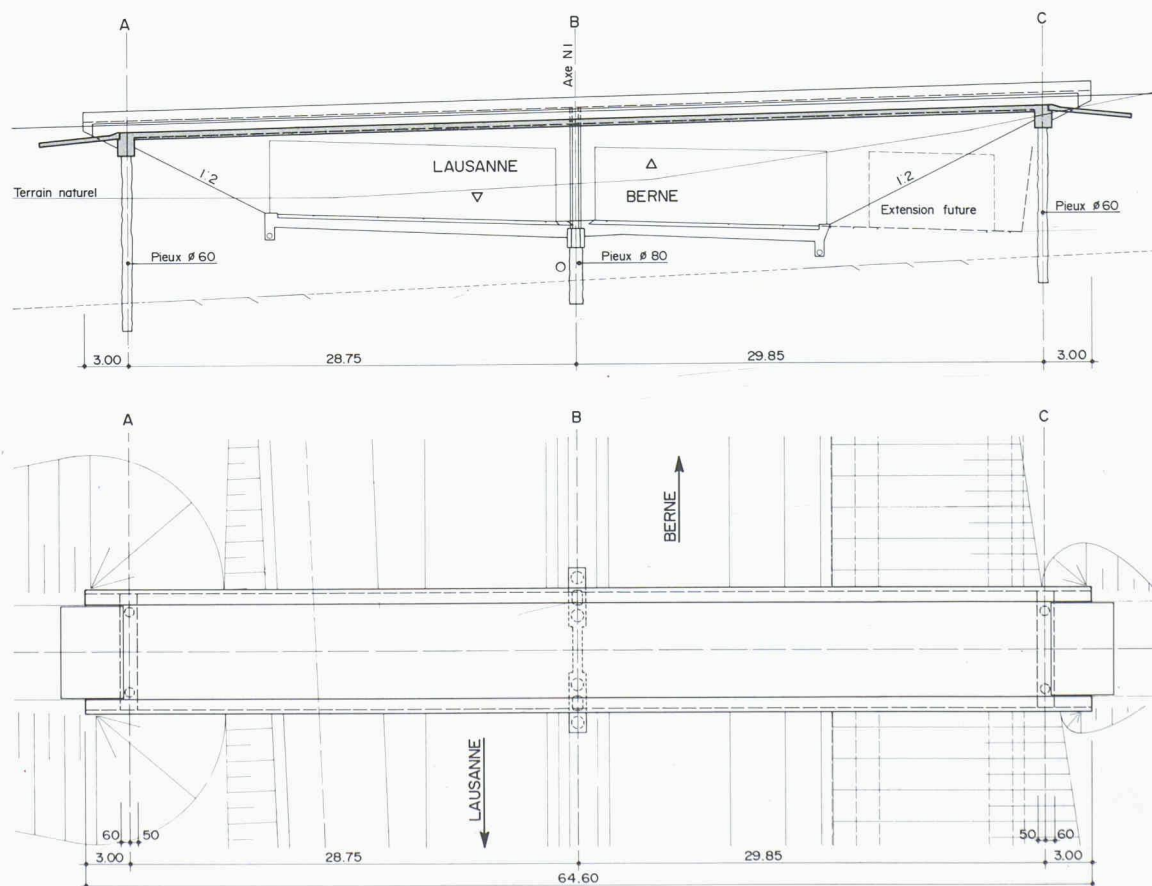 A B C
Axe N1
LAUSANNE
1:2
BERNE
1:2
Terrain naturel
Extension future
Pieux ø 60
Pieux ø 60
Pieux ø 80
3.00 28.75 29.85 3.00
A B C
BERNE
LAUSANNE
60 50 50 60
3.00 28.75 29.85 3.00
64.60